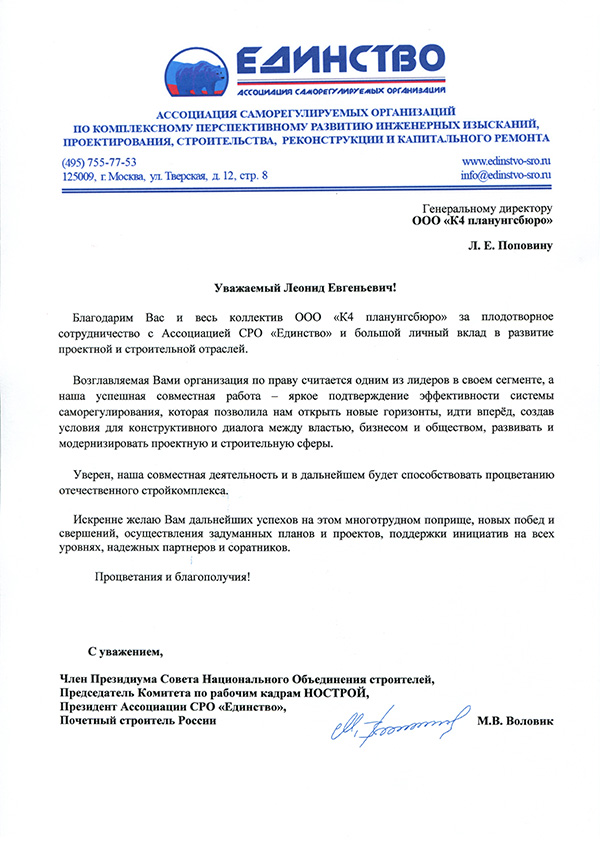 ЕДИНСТВО
АССОЦИАЦИЯ САМОРЕГУЛИРУЕМЫХ ОРГАНИЗАЦИЙ
АССОЦИАЦИЯ САМОРЕГУЛИРУЕМЫХ ОРГАНИЗАЦИЙ
ПО КОМПЛЕКСНОМУ ПЕРСПЕКТИВНОМУ РАЗВИТИЮ ИНЖЕНЕРНЫХ ИЗЫСКАНИЙ,
ПРОЕКТИРОВАНИЯ, СТРОИТЕЛЬСТВА, РЕКОНСТРУКЦИИ И КАПИТАЛЬНОГО РЕМОНТА
(495) 755-77-53 www.edinstvo-sro.ru
125009, г. Москва, ул. Тверская, д. 12, стр. 8 info@edinstvo-sro.ru
Генеральному директору
ООО «К4 планунгсбюро»
Л. Е. Поповину
Уважаемый Леонид Евгеньевич!
Благодарим Вас и весь коллектив ООО «К4 планунгсбюро» за плодотворное
сотрудничество с Ассоциацией СРО «Единство» и большой личный вклад в развитие
проектной и строительной отраслей.
Возглавляемая Вами организация по праву считается одним из лидеров в своем сегменте, а
наша успешная совместная работа – яркое подтверждение эффективности системы
саморегулирования, которая позволила нам открыть новые горизонты, идти вперёд, создав
условия для конструктивного диалога между властью, бизнесом и обществом, развивать и
модернизировать проектную и строительную сферы.
Уверен, наша совместная деятельность и в дальнейшем будет способствовать процветанию
отечественного стройкомплекса.
Искренне желаю Вам дальнейших успехов на этом многотрудном поприще, новых побед и
свершений, осуществления задуманных планов и проектов, поддержки инициатив на всех
уровнях, надежных партнеров и соратников.
Процветания и благополучия!
С уважением,
Член Президиума Совета Национального Объединения строителей,
Председатель Комитета по рабочим кадрам НОСТРОЙ,
Президент Ассоциации СРО «Единство»,
Почетный строитель России М.В. Воловик